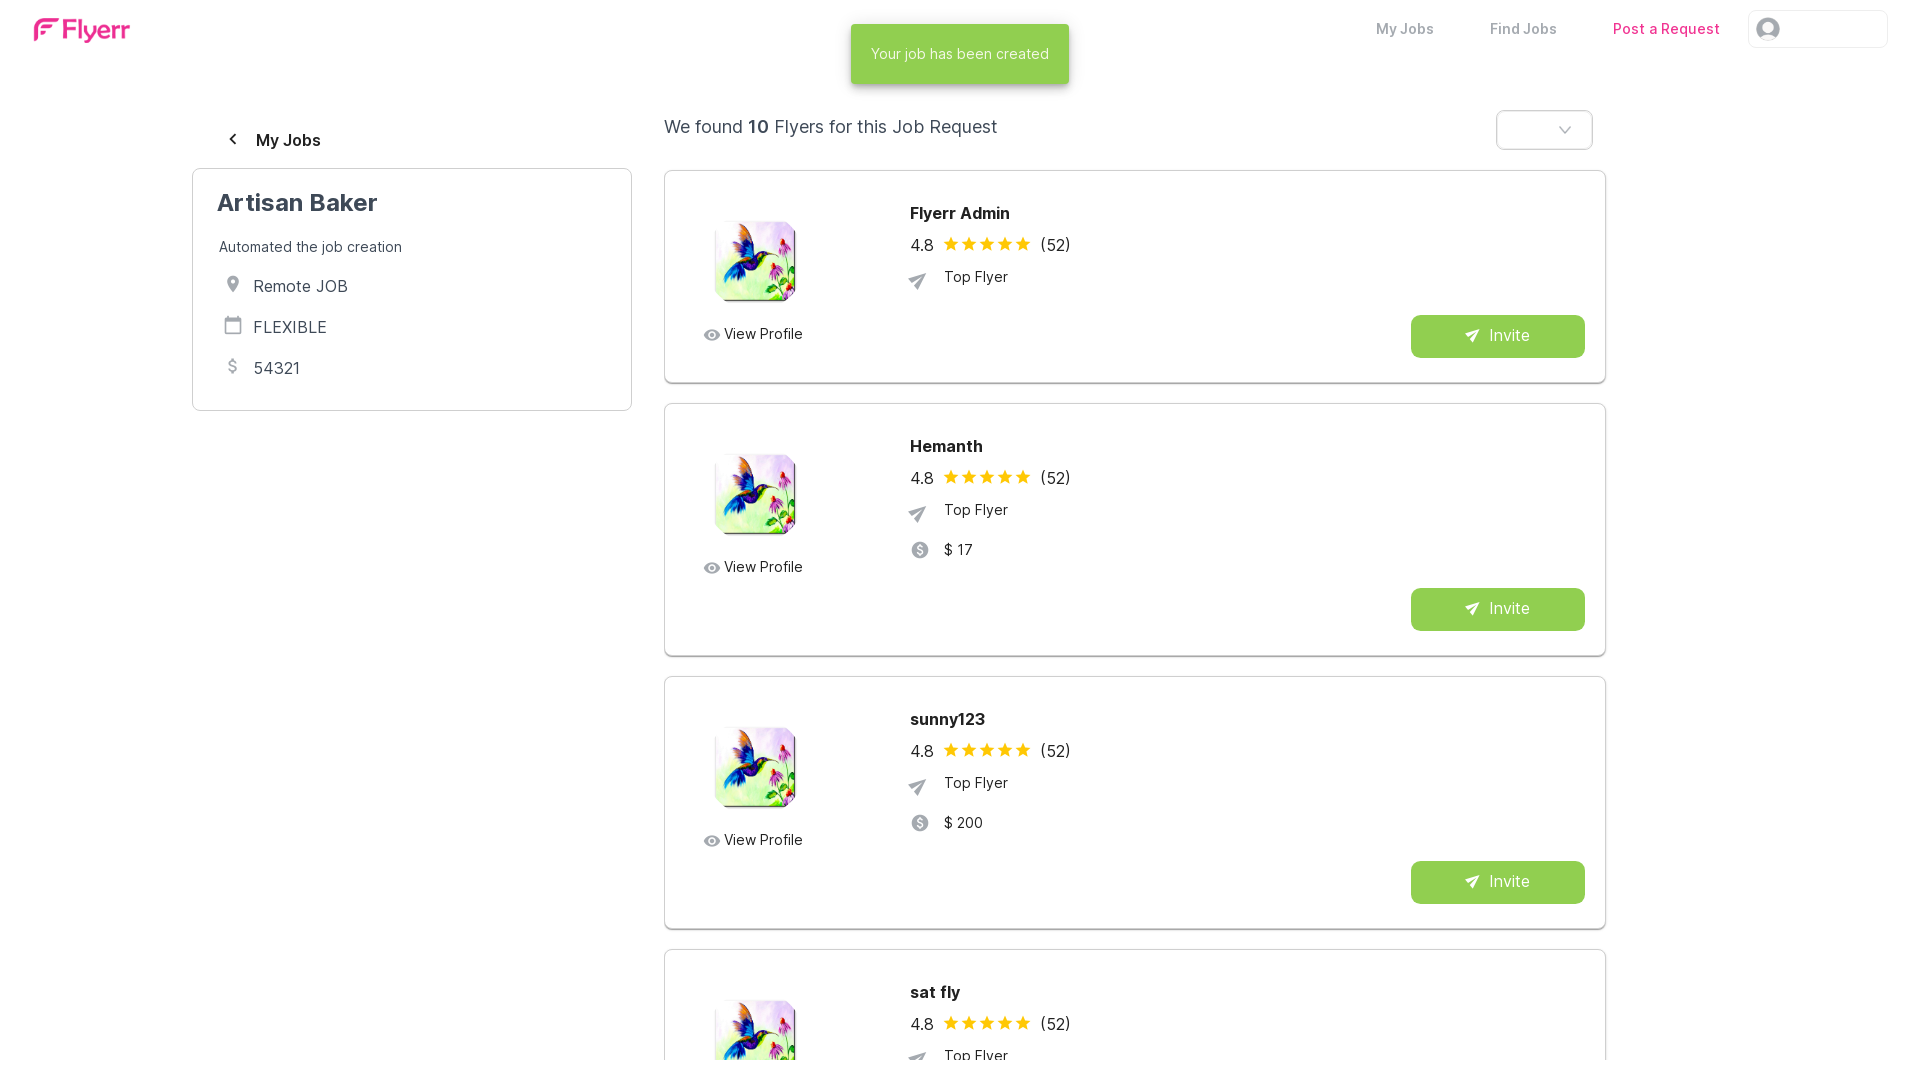 Flyerr
Your job has been created
My Jobs
Find Jobs
Post a Request
My Jobs
We found 10 Flyers for this Job Request
Artisan Baker
Automated the job creation
Remote JOB
FLEXIBLE
54321
Flyerr Admin
4.8 (52)
Top Flyer
View Profile
Invite
Hemanth
4.8 (52)
Top Flyer
$ 17
View Profile
Invite
sunny123
4.8 (52)
Top Flyer
$ 200
View Profile
Invite
sat fly
4.8 (52)
Top Flyer